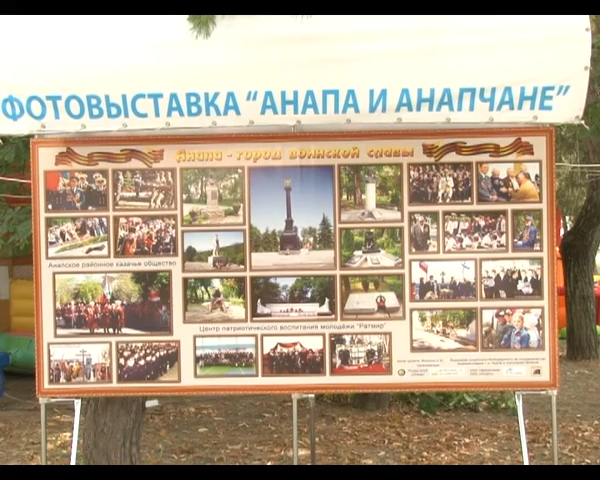 ФОТОВЫСТАВКА “АНАПА И АНАПЧАНЕ”
Анапа - город воинской славы
Анапское районное казачье общество
Центр патриотического воспитания молодёжи "Ратмир"